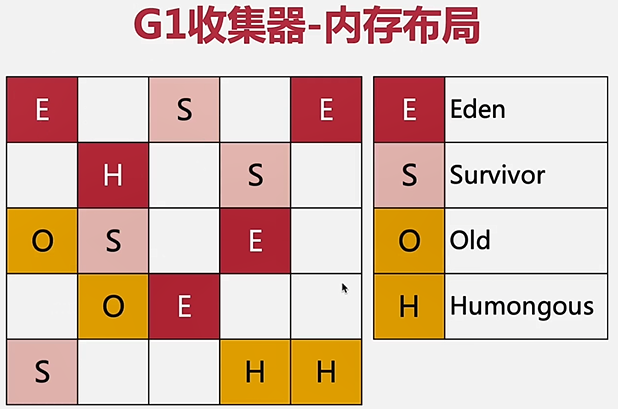 G1收集器-内存布局
E S E
H S
O S E
O E
S H H
E Eden
S Survivor
O Old
H Humongous